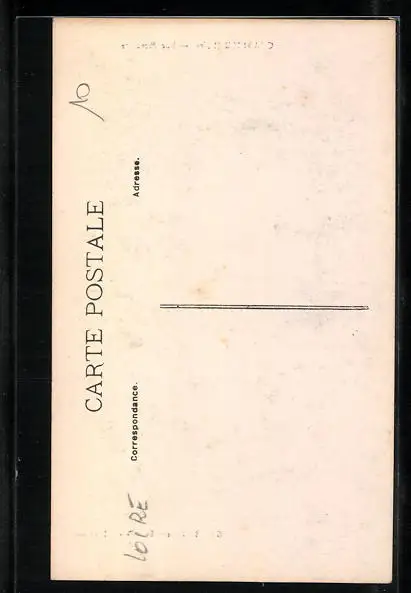 10
CARTE POSTALE
Correspondance.
Adresse.
LOIRE